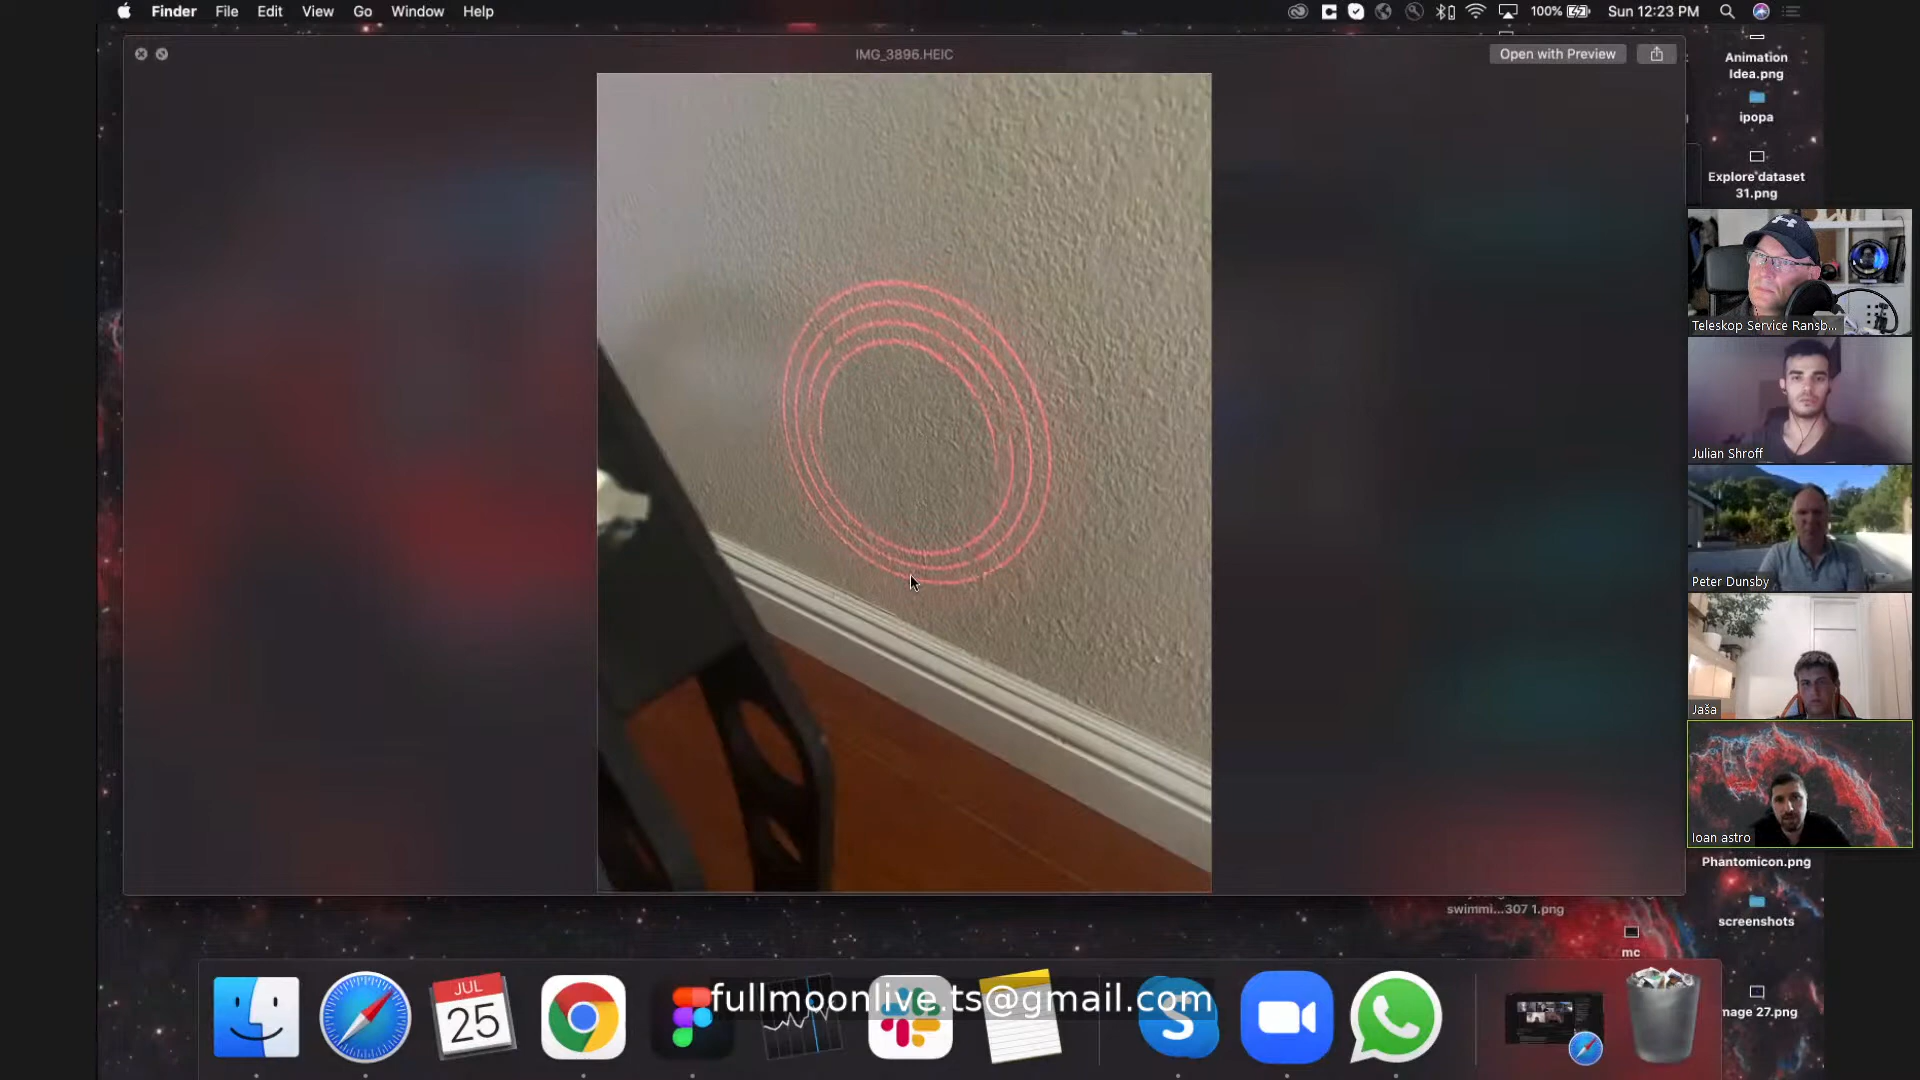 Finder File Edit View Go Window Help
100% Sun 12:23 PM
IMG_3896.HEIC
Open with Preview
Animation
Idea.png
ipopa
Explore dataset
31.png
Teleskop Service Ransb...
Julian Shroff
Peter Dunsby
Jaša
Ioan astro
Phantomicon.png
swimmi...307 1.png
screenshots
mc
mage 27.png
JUL
25
fullmoonlive.ts@gmail.com